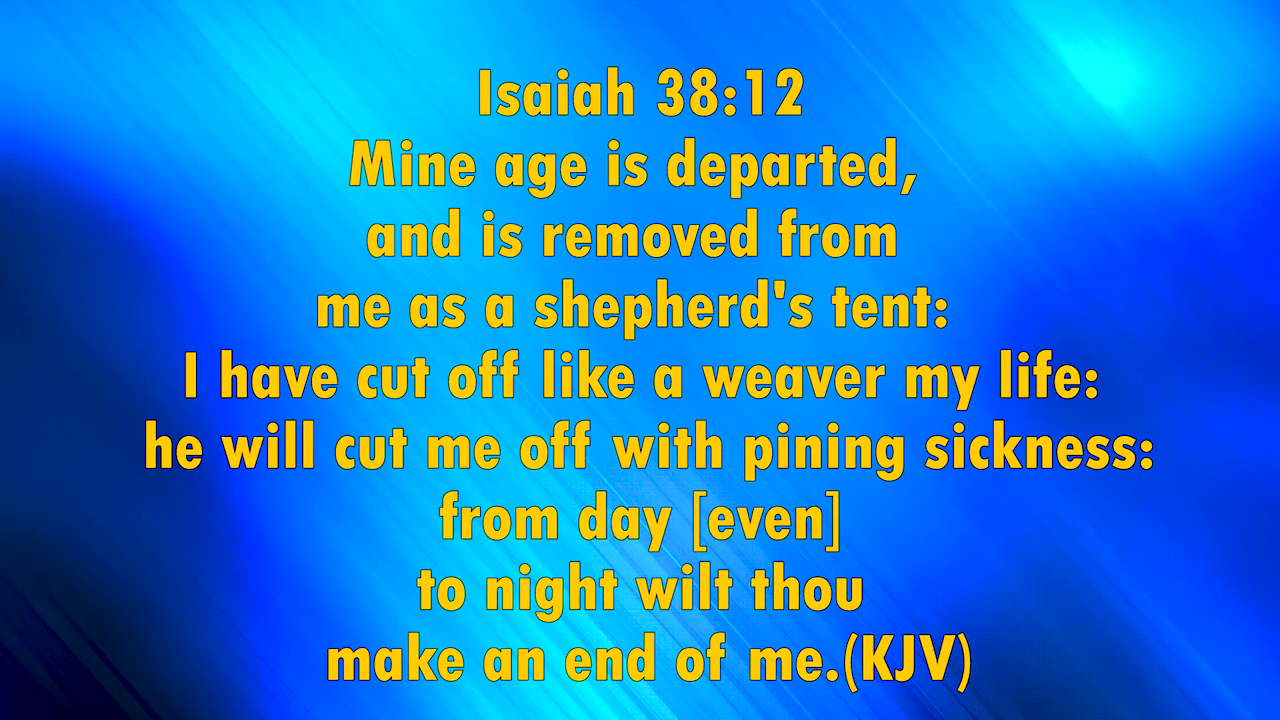 Isaiah 38:12
Mine age is departed,
and is removed from
me as a shepherd's tent:
I have cut off like a weaver my life:
he will cut me off with pining sickness:
from day [even]
to night wilt thou
make an end of me.(KJV)